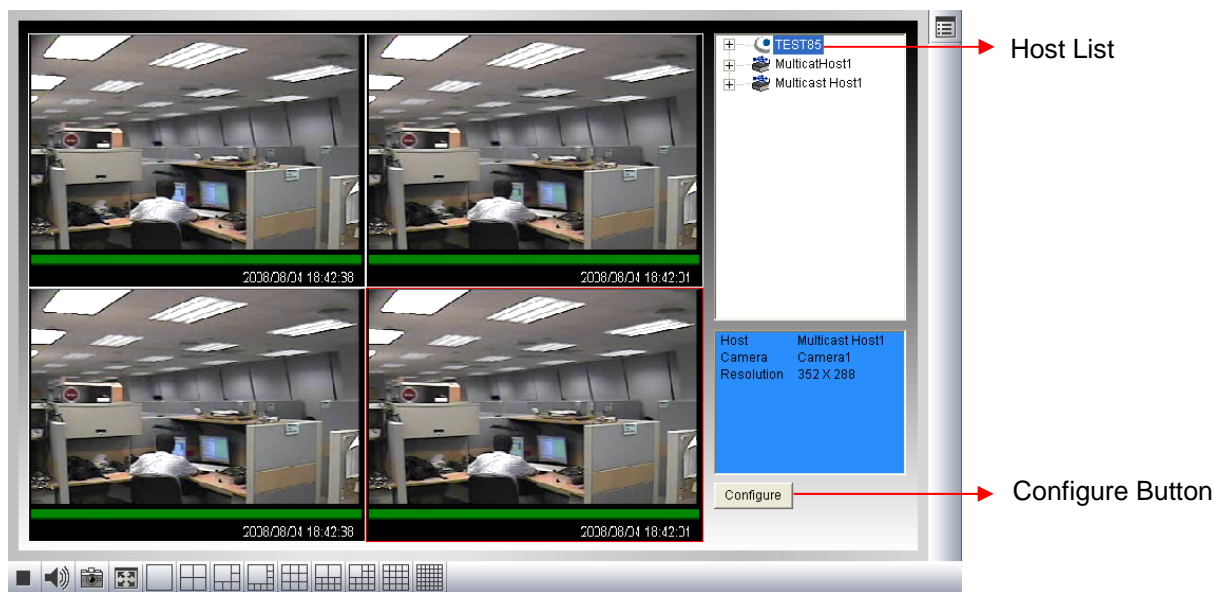 TEST85
MulticatHost1
Multicast Host1
Host List
2008/08/04 18:42:38
2008/08/04 18:42:01
Host Multicast Host1
Camera Camera1
Resolution 352 X 288
Configure
Configure Button
2008/08/04 18:42:38
2008/08/04 18:42:01